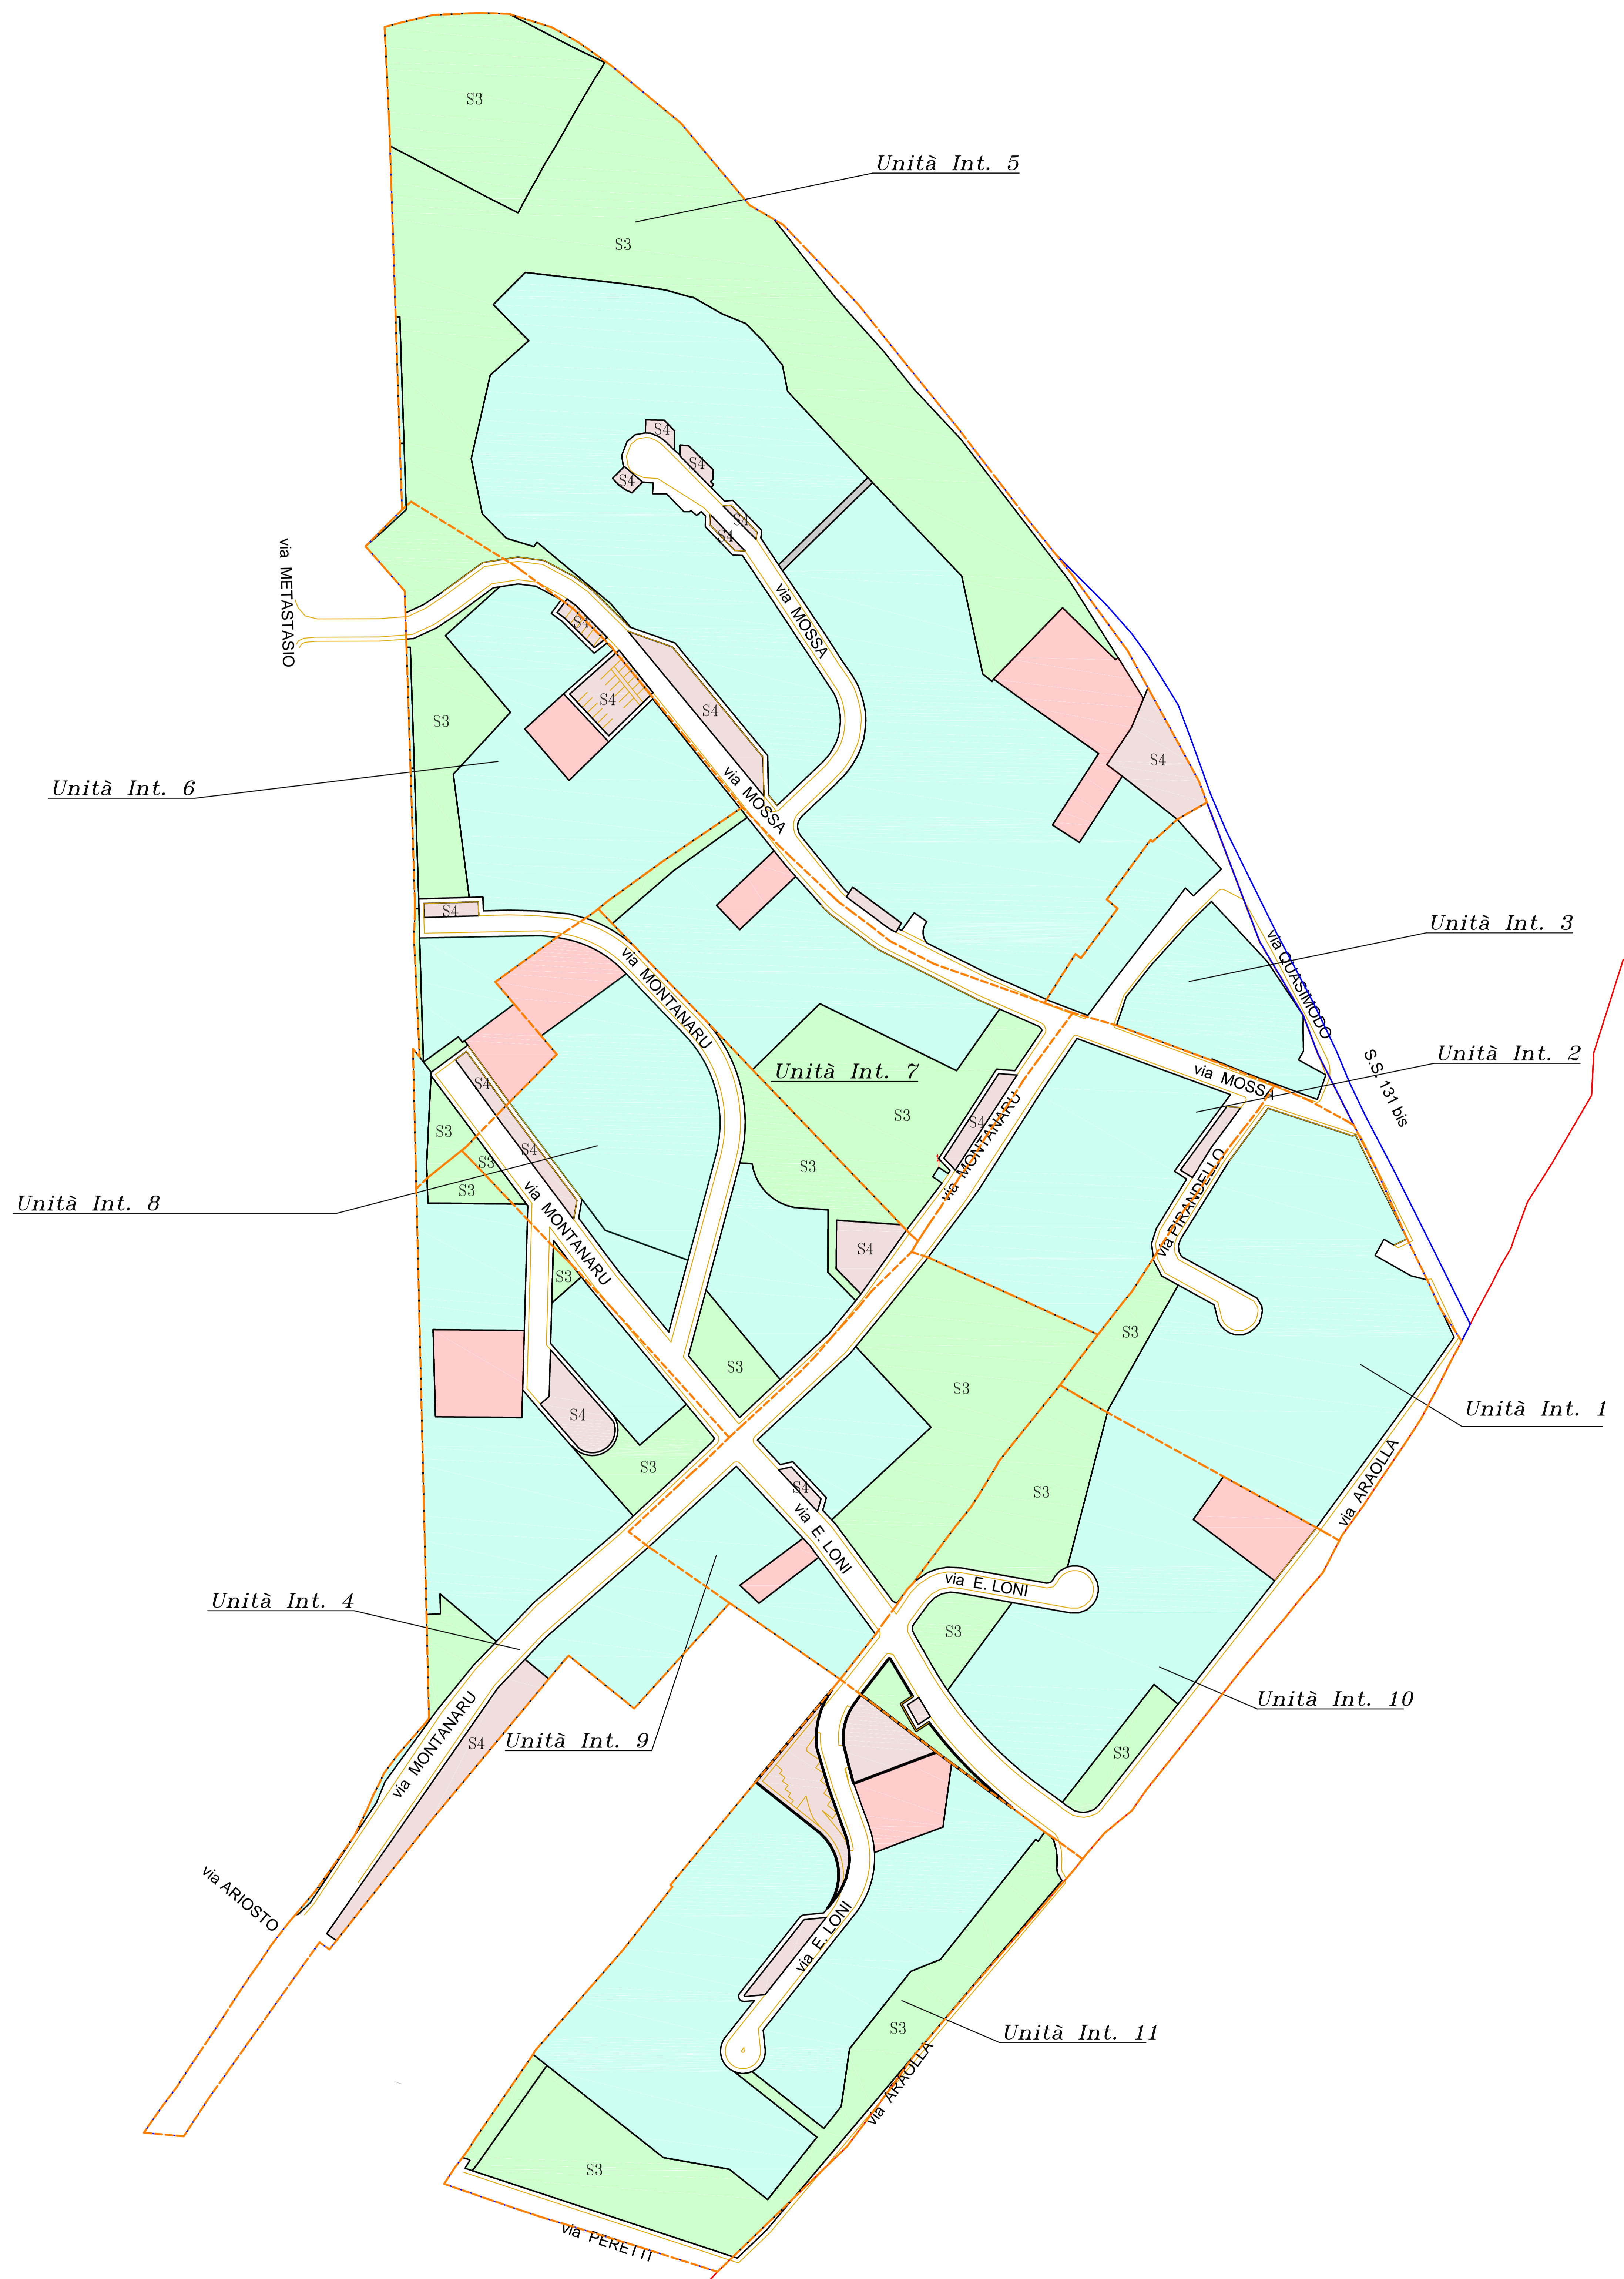 S3
Unità Int. 5
S3
S4
S4
S4
S4
S4
via METASTASIO
via MOSSA
S4
S4
S4
S3
S4
Unità Int. 6
via MOSSA
S4
Unità Int. 3
via QUASIMODO
via MONTANARU
Unità Int. 2
S.S. 131 bis
Unità Int. 7
via MOSSA
S4
S3
S4
via MONTANARU
S3
S4
S3
S3
via PIRANDELLO
S3
Unità Int. 8
via MONTANARU
S4
S3
S3
S3
S3
Unità Int. 1
S4
S3
via ARAOLLA
S4
S3
via E. LONI
via E. LONI
Unità Int. 4
S3
Unità Int. 10
via MONTANARU
S4
Unità Int. 9
S3
via ARIOSTO
via E. LONI
S3
Unità Int. 11
via ARAOLLA
S3
via PERETTI